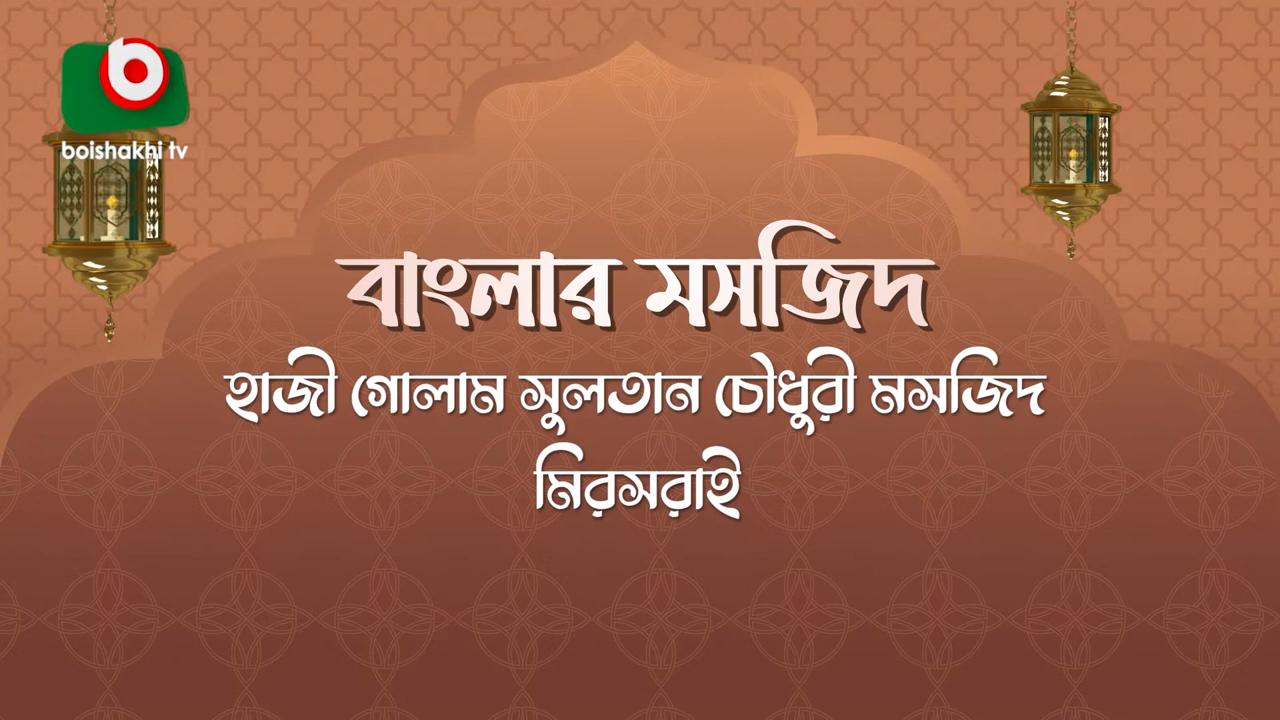 boishakhi tv
বাংলার মসজিদ
হাজী গোলাম সুলতান চৌধুরী মসজিদ
মিরসরাই